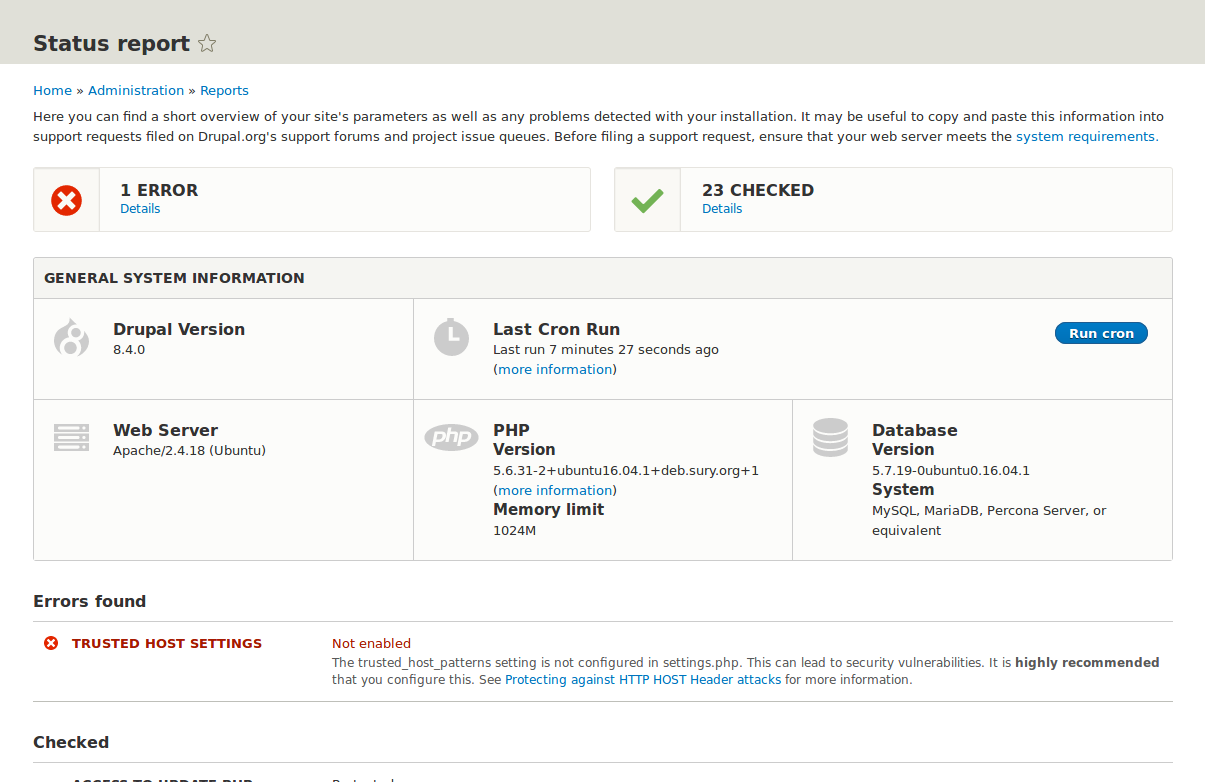 Status report
Home » Administration » Reports
Here you can find a short overview of your site's parameters as well as any problems detected with your installation. It may be useful to copy and paste this information into
support requests filed on Drupal.org's support forums and project issue queues. Before filing a support request, ensure that your web server meets the system requirements.
1 ERROR
Details
23 CHECKED
Details
GENERAL SYSTEM INFORMATION
Drupal Version
8.4.0
Last Cron Run
Last run 7 minutes 27 seconds ago
(more information)
Run cron
Web Server
Apache/2.4.18 (Ubuntu)
php
PHP
Version
5.6.31-2+ubuntu16.04.1+deb.sury.org+1
(more information)
Memory limit
1024M
Database
Version
5.7.19-0ubuntu0.16.04.1
System
MySQL, MariaDB, Percona Server, or
equivalent
Errors found
TRUSTED HOST SETTINGS
Not enabled
The trusted_host_patterns setting is not configured in settings.php. This can lead to security vulnerabilities. It is highly recommended
that you configure this. See Protecting against HTTP HOST Header attacks for more information.
Checked